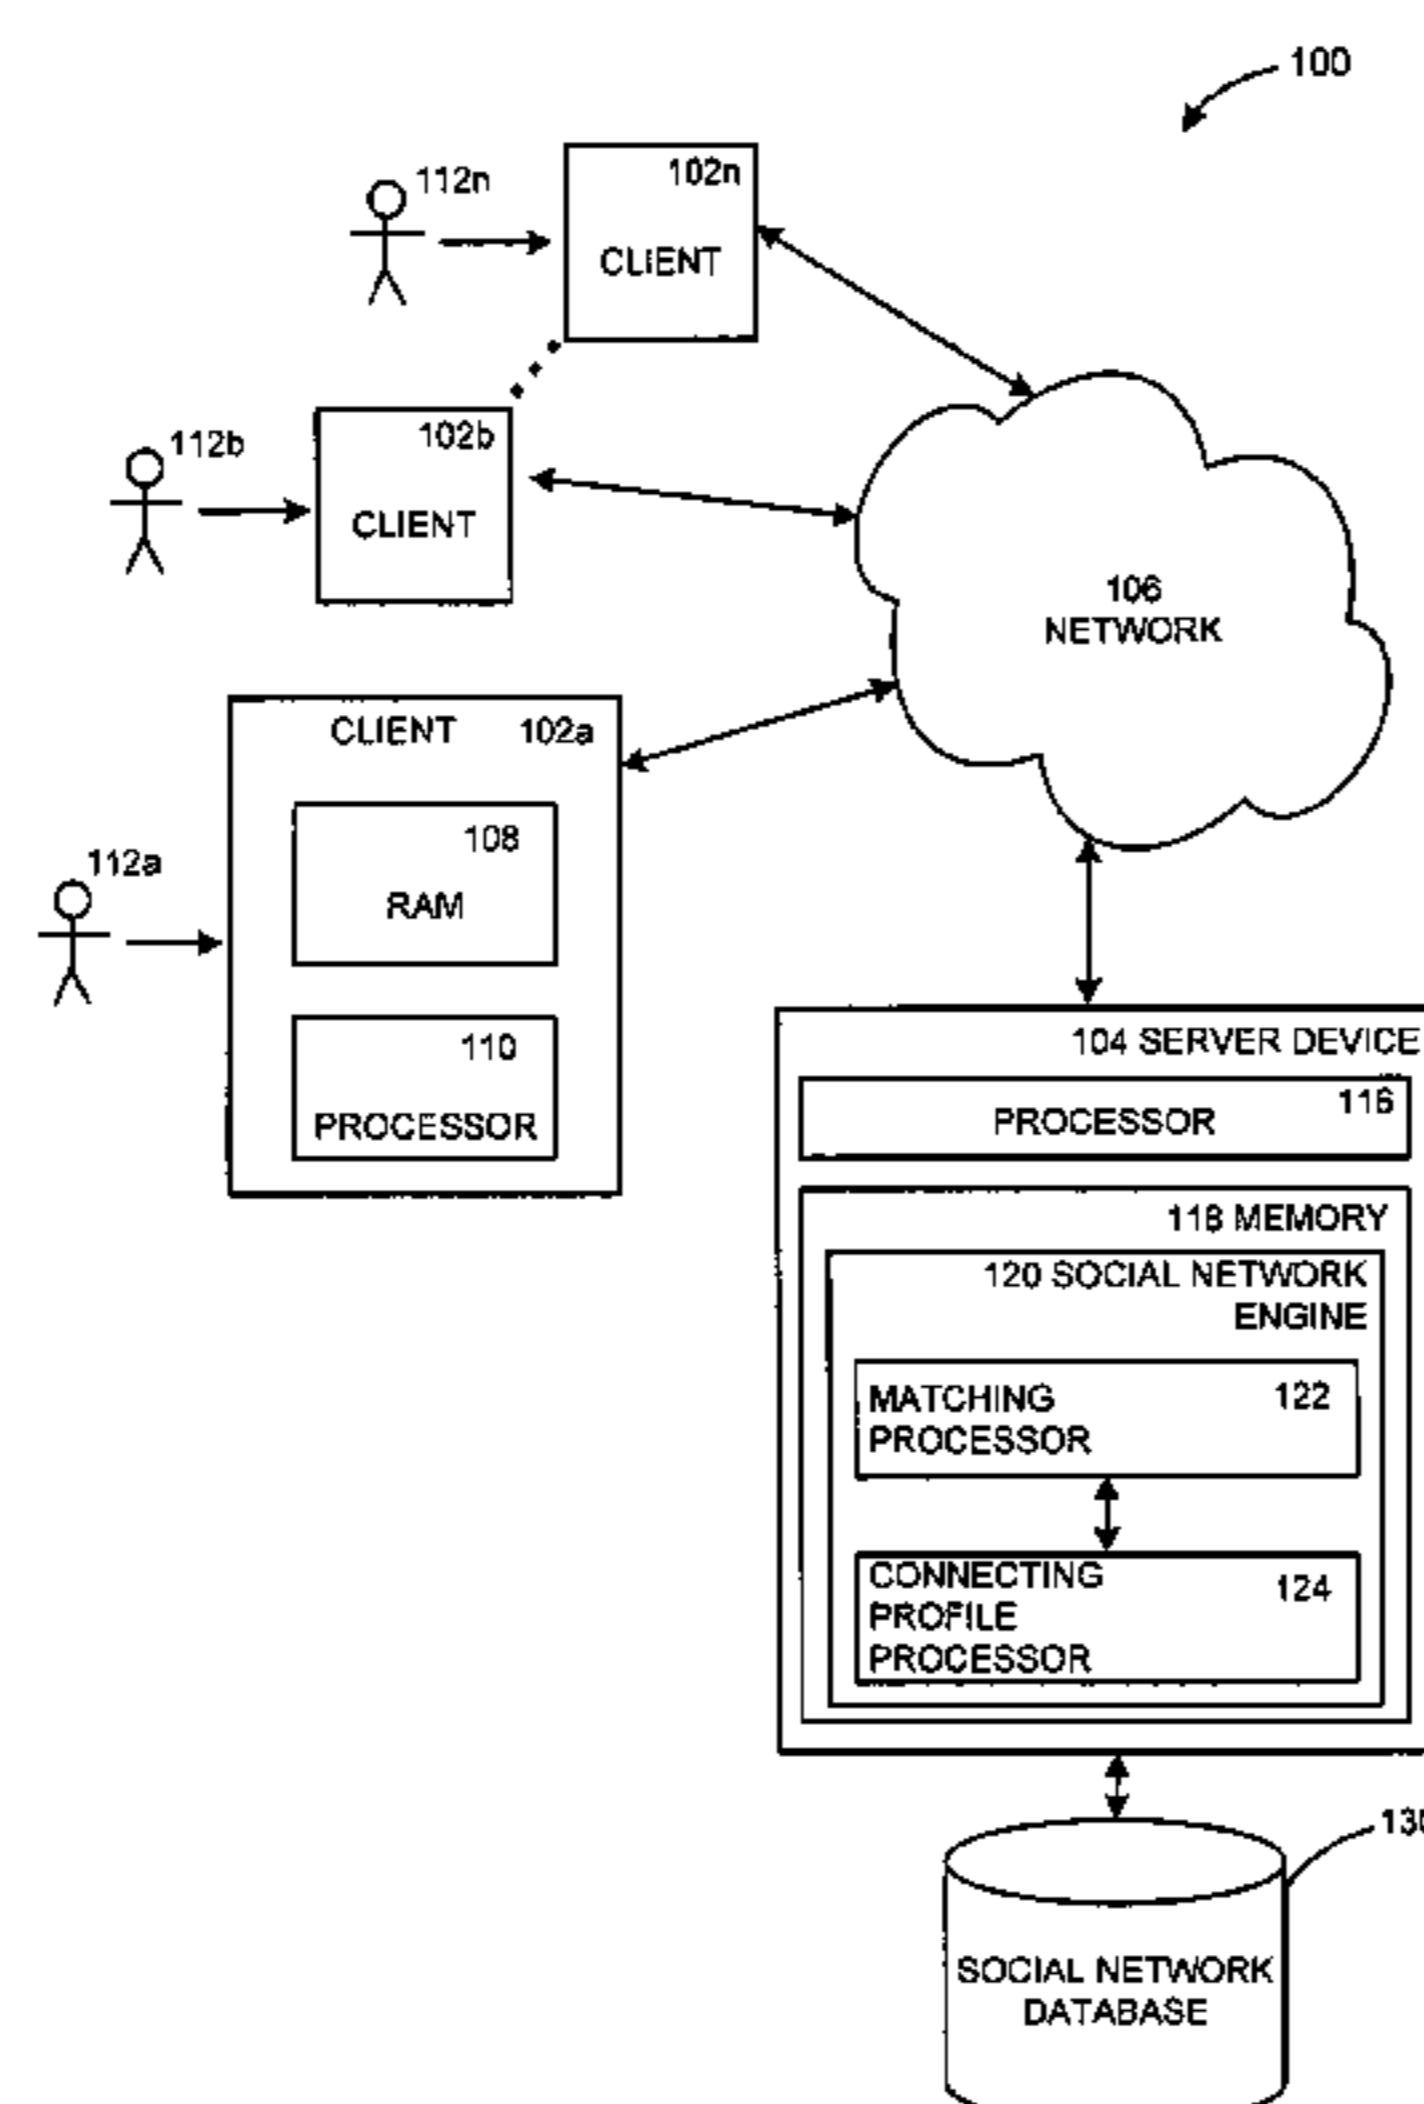 100
112n
102n
CLIENT
112b
102b
CLIENT
106
NETWORK
CLIENT 102a
108
RAM
112a
110
PROCESSOR
104 SERVER DEVICE
PROCESSOR 116
118 MEMORY
120 SOCIAL NETWORK
ENGINE
MATCHING 122
PROCESSOR
CONNECTING 124
PROFILE
PROCESSOR
130
SOCIAL NETWORK
DATABASE